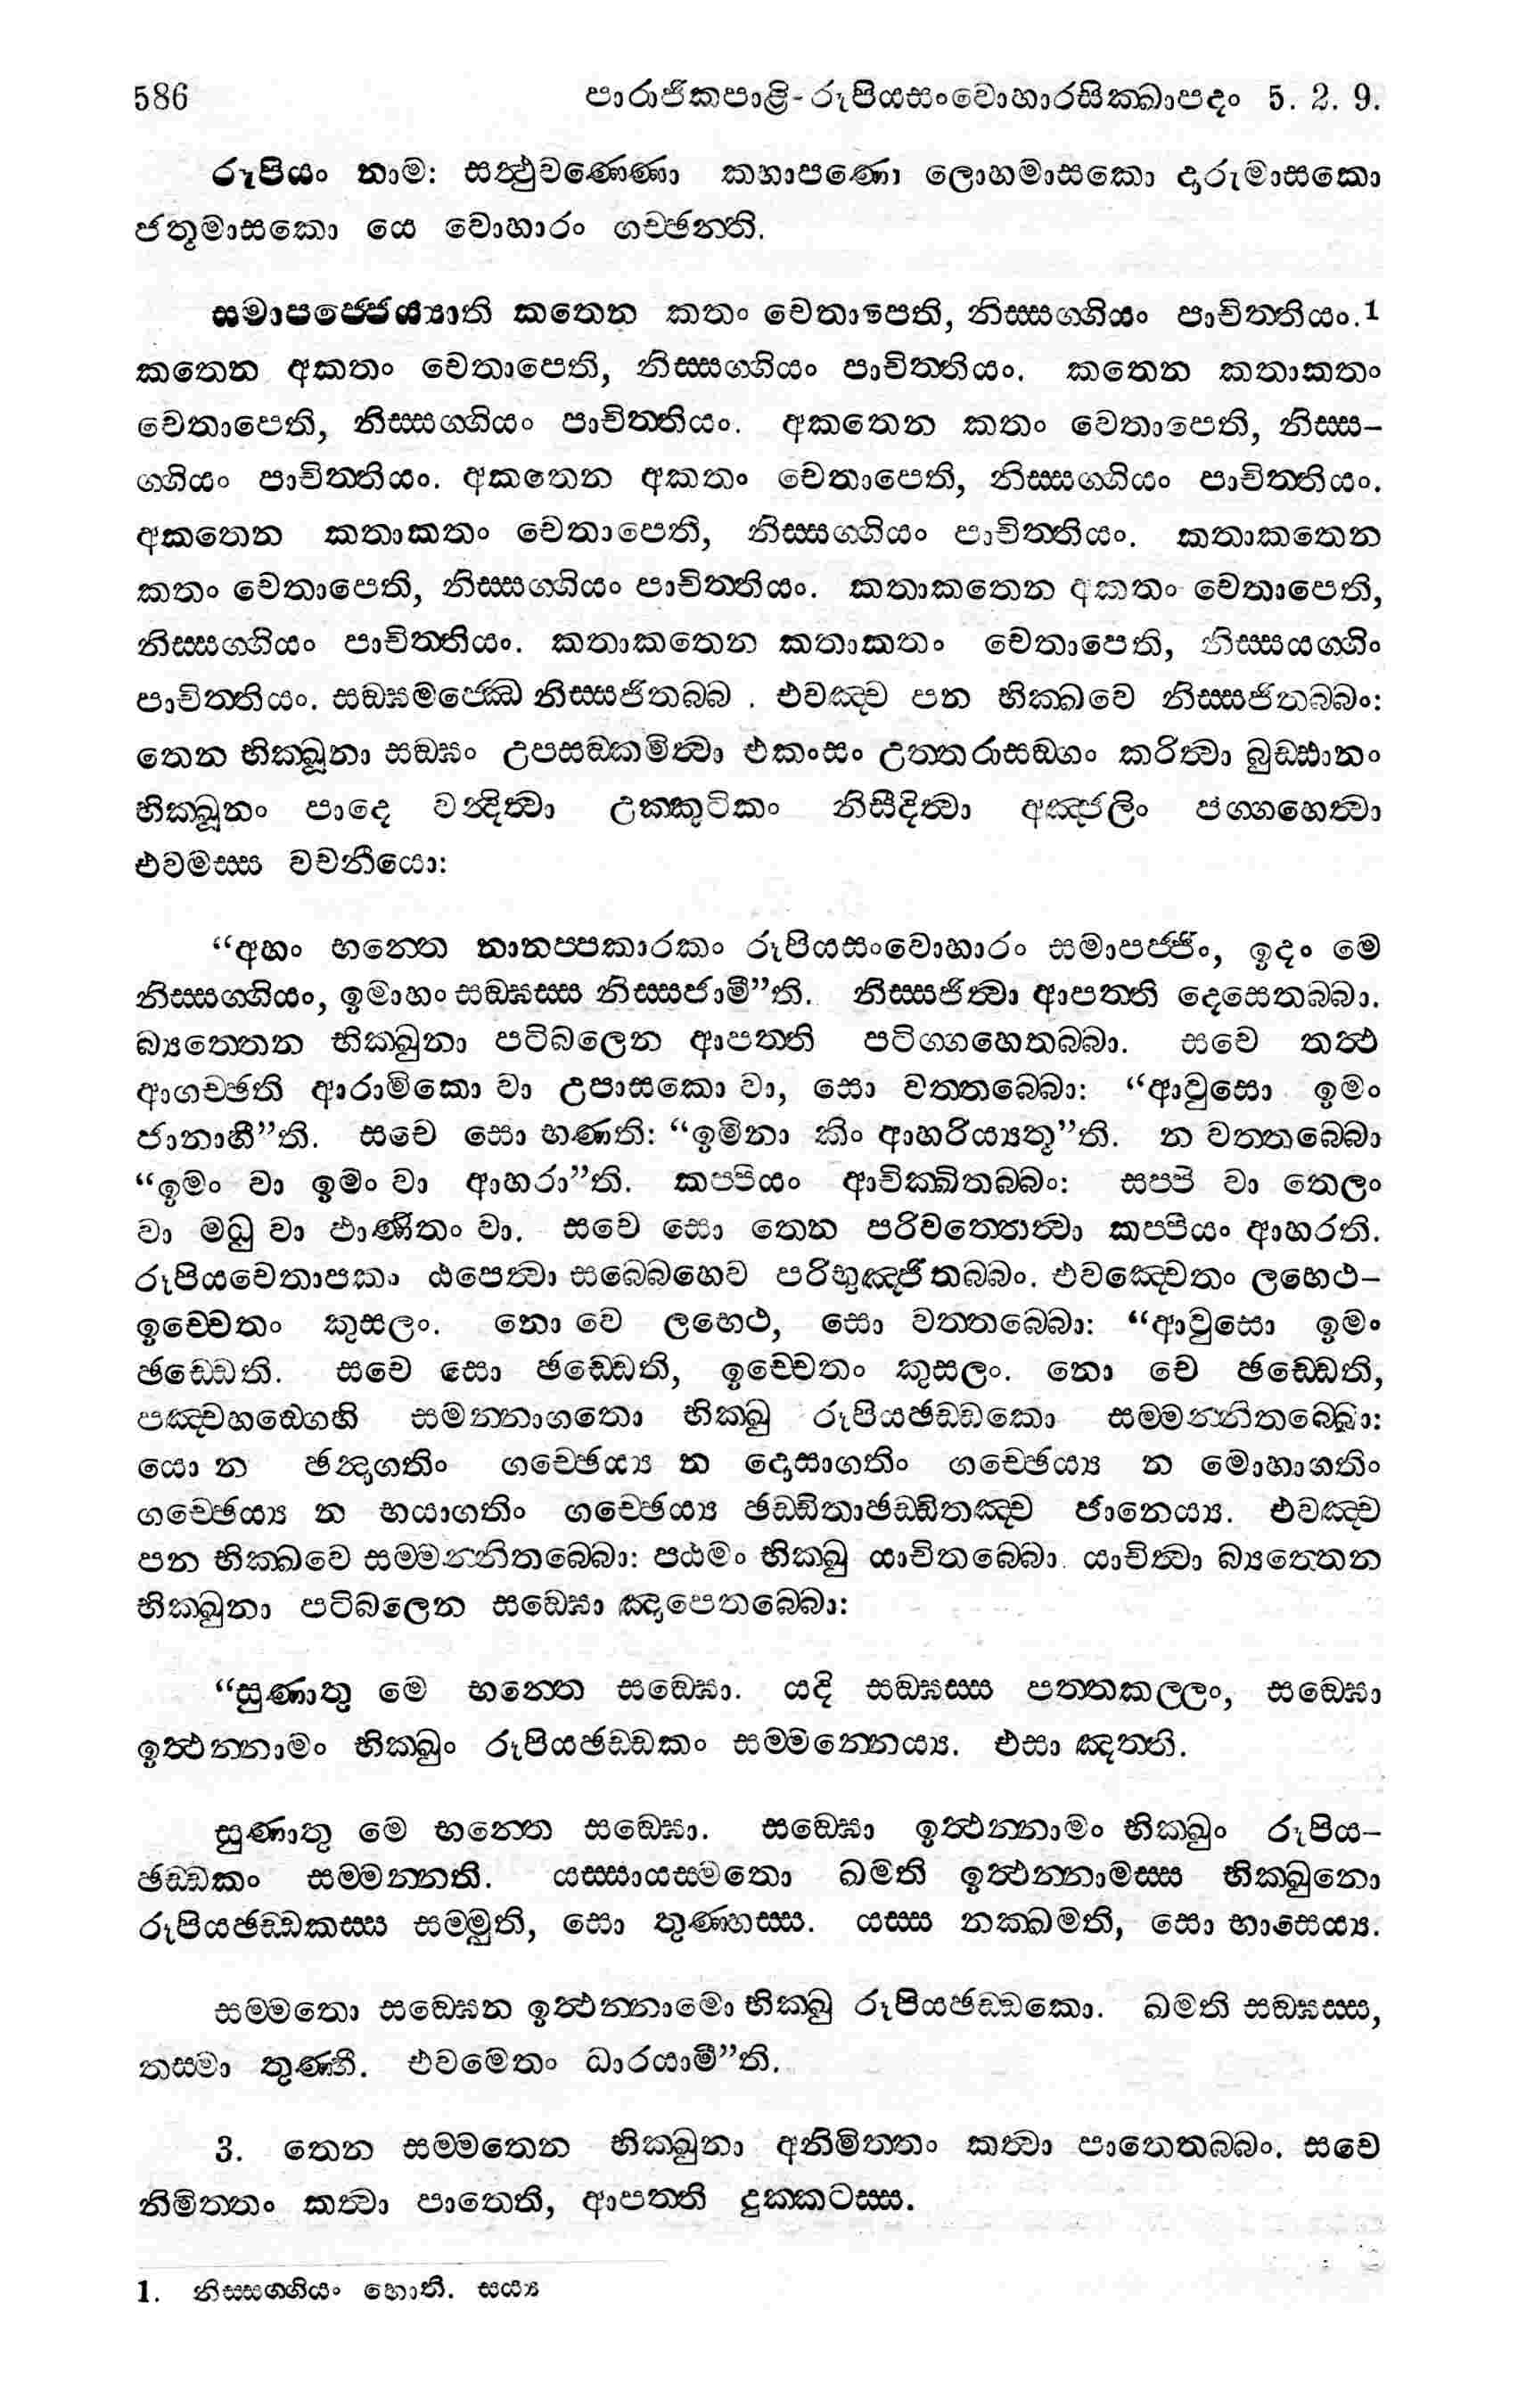 586 පාරාජිකපාළි - රූපියසංවොහාරසික්ඛාපදං 5. 2. 9.
රූපියං නාම: සත්‍ථුවණ්ණො කහාපණො ලොහමාසකො දාරුමාසකො
ජතුමාසකො යෙ වොහාරං ගච්ඡන්ති.
සමාපජ්ජෙය්‍යාති කතෙන කතං චෙතාපෙති, නිස්සග්ගියං පාචිත්තියං.1
කතෙන අකතං චෙතාපෙති, නිස්සග්ගියං පාචිත්තියං. කතෙන කතාකතං
චෙතාපෙති, නිස්සග්ගියං පාචිත්තියං. අකතෙන කතං චෙතාපෙති, නිස්ස-
ග්ගියං පාචිත්තියං. අකතෙන අකතං චෙතාපෙති, නිස්සග්ගියං පාචිත්තියං.
අකතෙන කතාකතං චෙතාපෙති, නිස්සග්ගියං පාචිත්තියං. කතාකතෙන
කතං චෙතාපෙති, නිස්සග්ගියං පාචිත්තියං. කතාකතෙන අකතං චෙතාපෙති,
නිස්සග්ගියං පාචිත්තියං. කතාකතෙන කතාකතං චෙතාපෙති, නිස්සයග්ගිං
පාචිත්තියං. සඞ්ඝමජ්ඣෙ නිස්සජිතබ්බ . එවඤ්ච පන භික්ඛවෙ නිස්සජිතබ්බං:
තෙන භික්ඛූනා සඞ්ඝං උපසඞ්කමිත්‍වා එකංසං උත්තරාසඞ්ගං කරිත්‍වා බුඩ්ඪානං
භික්ඛූනං පාදෙ වන්‍දිත්‍වා උක්කුටිකං නිසීදිත්‍වා අඤ්ජලිං පග්ගහෙත්‍වා
එවමස්ස වචනීයො:
“අහං භන්තෙ නානප්පකාරකං රූපියසංවොහාරං සමාපජ්ජිං, ඉදං මෙ
නිස්සග්ගියං, ඉමාහං සඞ්ඝස්ස නිස්සජාමී”ති. නිස්සජිත්‍වා ආපත්ති දෙසෙතබ්බා.
බ්‍යත්තෙන භික්ඛුනා පටිබලෙන ආපත්ති පටිග්ගහෙතබ්බා. සචෙ තත්‍ථ
ආගච්ඡති ආරාමිකො වා උපාසකො වා, සො වත්තබ්බො: “ආවුසො ඉමං
ජානාහී”ති. සචෙ සො භණති: “ඉමිනා කිං ආහරිය්‍යතූ”ති. න වත්තබ්බො
“ඉමං වා ඉමං වා ආහරා”ති. කප්පියං ආචික්ඛිතබ්බං: සප්පි වා තෙලං
වා මධු වා ඵාණිතං වා. සචෙ සො තෙන පරිවත්තෙත්‍වා කප්පියං ආහරති.
රූපියචෙතාපකං ඨපෙත්‍වා සබ්බෙහෙව පරිභුඤ්ජිතබ්බං. එවඤ්චෙතං ලභෙථ-
ඉච්චෙතං කුසලං. නො චෙ ලභෙථ, සො වත්තබ්බො: “ආවුසො ඉමං
ඡඩ්ඩෙති. සචෙ සො ඡඩ්ඩෙති, ඉච්චෙතං කුසලං. නො චෙ ඡඩ්ඩෙති,
පඤ්චහඞ්ගෙහි සමන්නාගතො භික්ඛු රූපියඡඩ්ඩකො සම්මන්නිතබ්බො:
යො න ඡන්‍දාගතිං ගච්ඡෙය්‍ය න දොසාගතිං ගච්ඡෙය්‍ය න මොහාගතිං
ගච්ඡෙය්‍ය න භයාගතිං ගච්ඡෙය්‍ය ඡඩ්ඩිතාඡඩ්ඩිතඤ්ච ජානෙය්‍ය. එවඤ්ච
පන භික්ඛවෙ සම්මන්නිතබ්බො: පඨමං භික්ඛු යාචිතබ්බො. යාචිත්‍වා බ්‍යත්තෙන
භික්ඛුනා පටිබලෙන සඞ්ඝො ඤාපෙතබ්බො:
“සුණාතු මෙ භන්තෙ සඞ්ඝො. යදි සඞ්ඝස්ස පත්තකල්ලං, සඞ්ඝො
ඉත්‍ථන්නාමං භික්ඛුං රූපියඡඩ්ඩකං සම්මන්නෙය්‍ය. එසා ඤත්ති.
සුණාතු මෙ භන්තෙ සඞ්ඝො. සඞ්ඝො ඉත්‍ථන්නාමං භික්ඛුං රූපිය-
ඡඩ්ඩකං සම්මන්නති. යස්සායස්මතො ඛමති ඉත්‍ථන්නාමස්ස භික්ඛුනො
රූපියඡඩ්ඩකස්ස සම්මුති, සො තුණ්හස්ස. යස්ස නක්ඛමති, සො භාසෙය්‍ය.
සම්මතො සඞ්ඝෙන ඉත්‍ථන්නාමො භික්ඛු රූපියඡඩ්ඩකො. ඛමති සඞ්ඝස්ස,
තස්මා තුණ්හී. එවමෙතං ධාරයාමී”ති.
3. තෙන සම්මතෙන භික්ඛුනා අනිමිත්තං කත්‍වා පාතෙතබ්බං. සචෙ
නිමිත්තං කත්‍වා පාතෙති, ආපත්ති දුක්කටස්ස.
1. නිස්සග්ගියං හොති. සය්‍ය